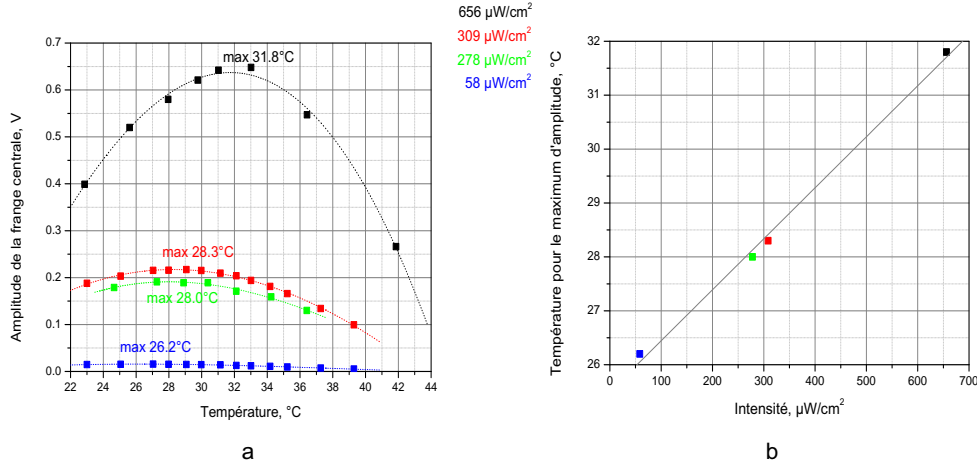 656 µW/cm²
309 µW/cm²
278 µW/cm²
58 µW/cm²
Amplitude de la frange centrale, V
0.7
0.6
0.5
0.4
0.3
0.2
0.1
0.0
max 31.8°C
max 28.3°C
max 28.0°C
max 26.2°C
22 24 26 28 30 32 34 36 38 40 42 44
Température, °C
a
Température pour le maximum d'amplitude, °C
32
31
30
29
28
27
26
0 100 200 300 400 500 600 700
Intensité, µW/cm²
b